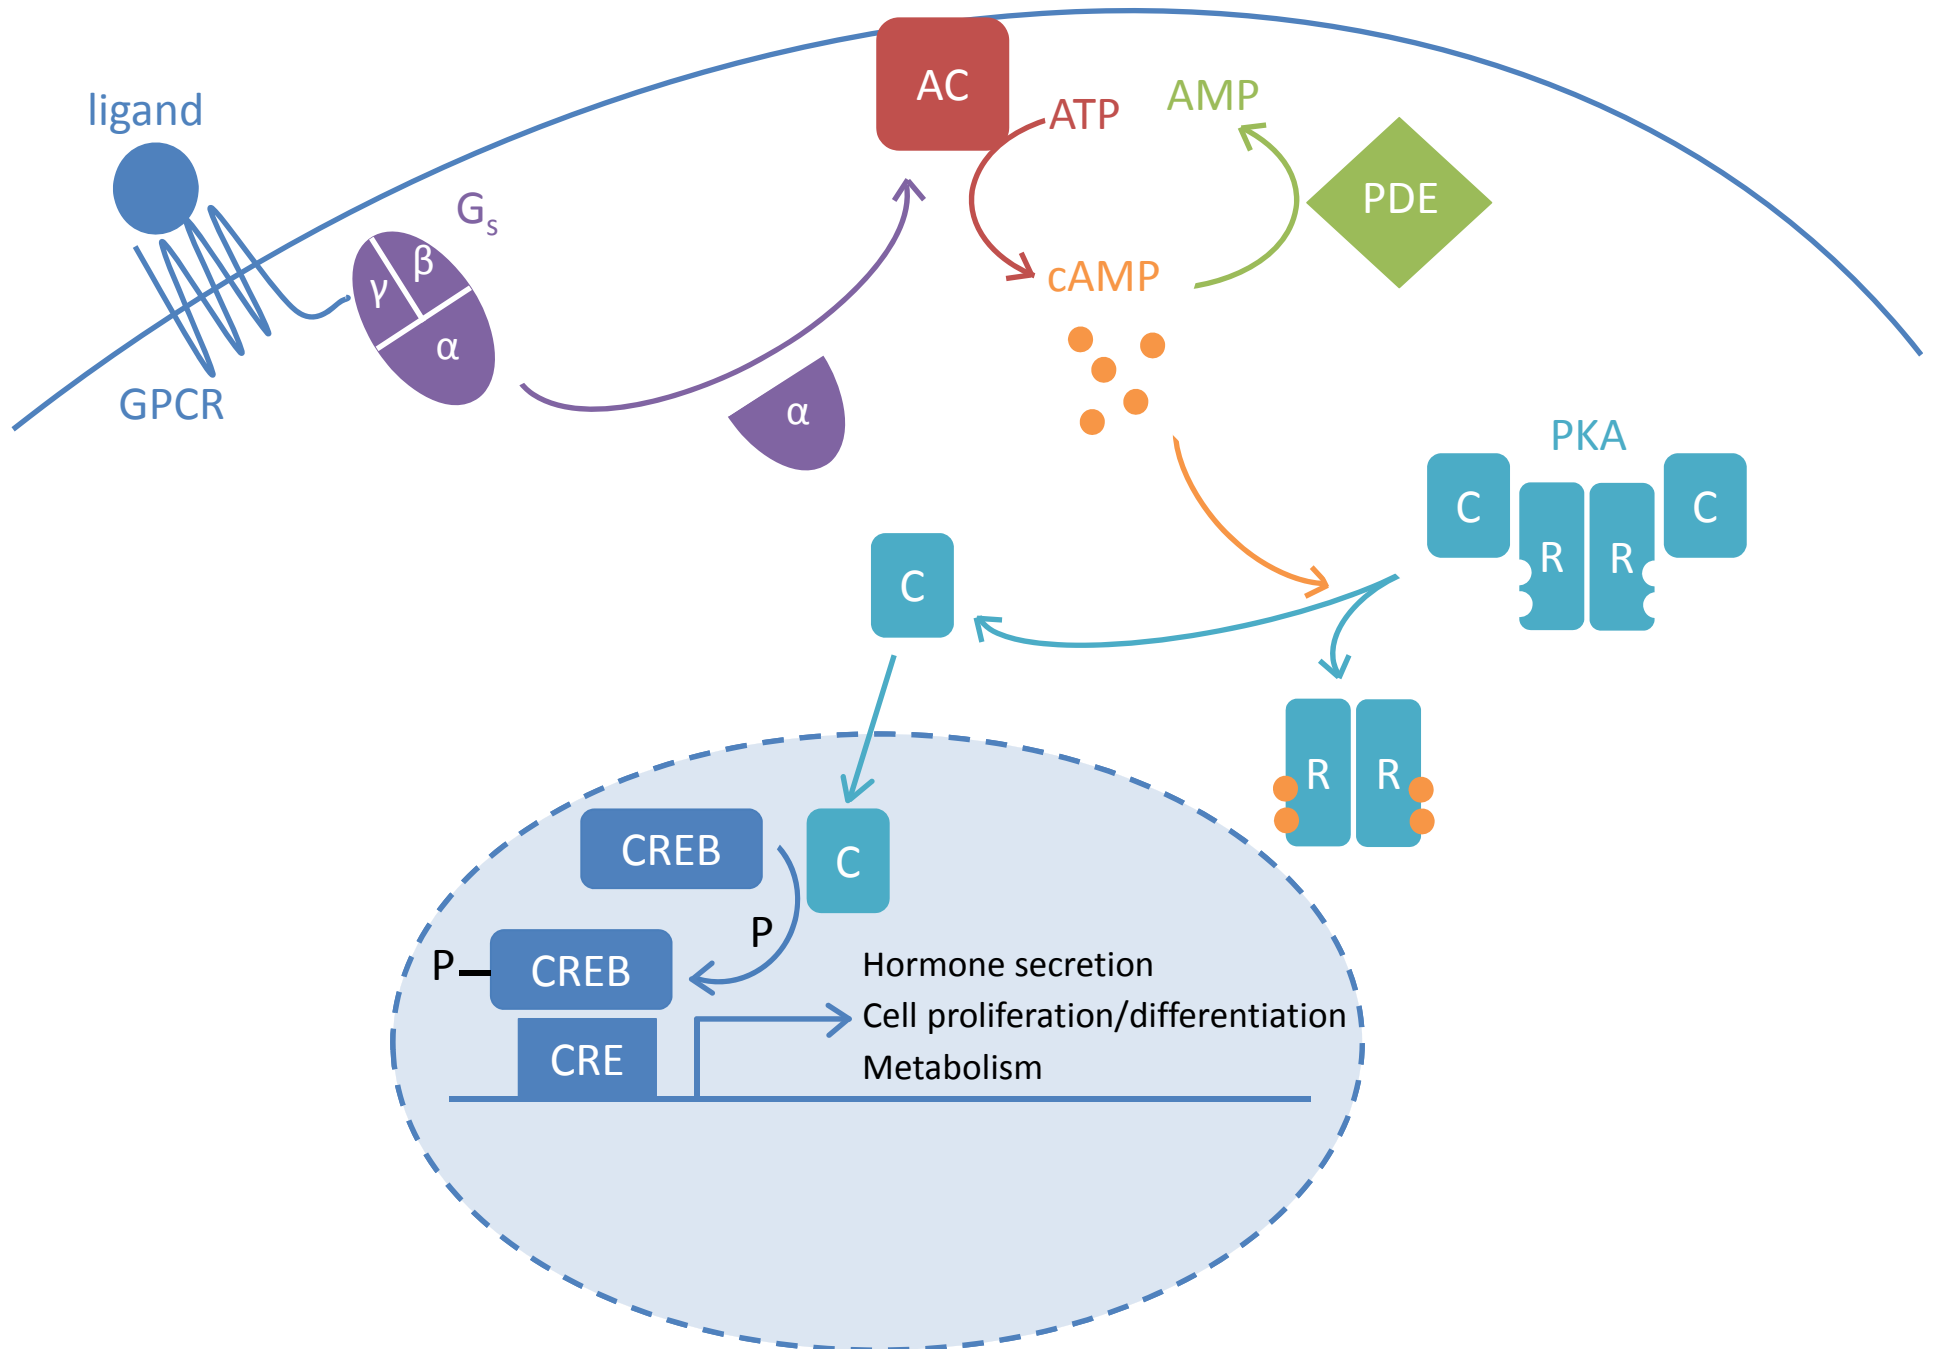 ligand
GPCR
Gs
γ
β
α
α
AC
ATP
AMP
PDE
cAMP
PKA
C
R
R
C
C
R
R
CREB
C
P
P
CREB
CRE
Hormone secretion
Cell proliferation/differentiation
Metabolism